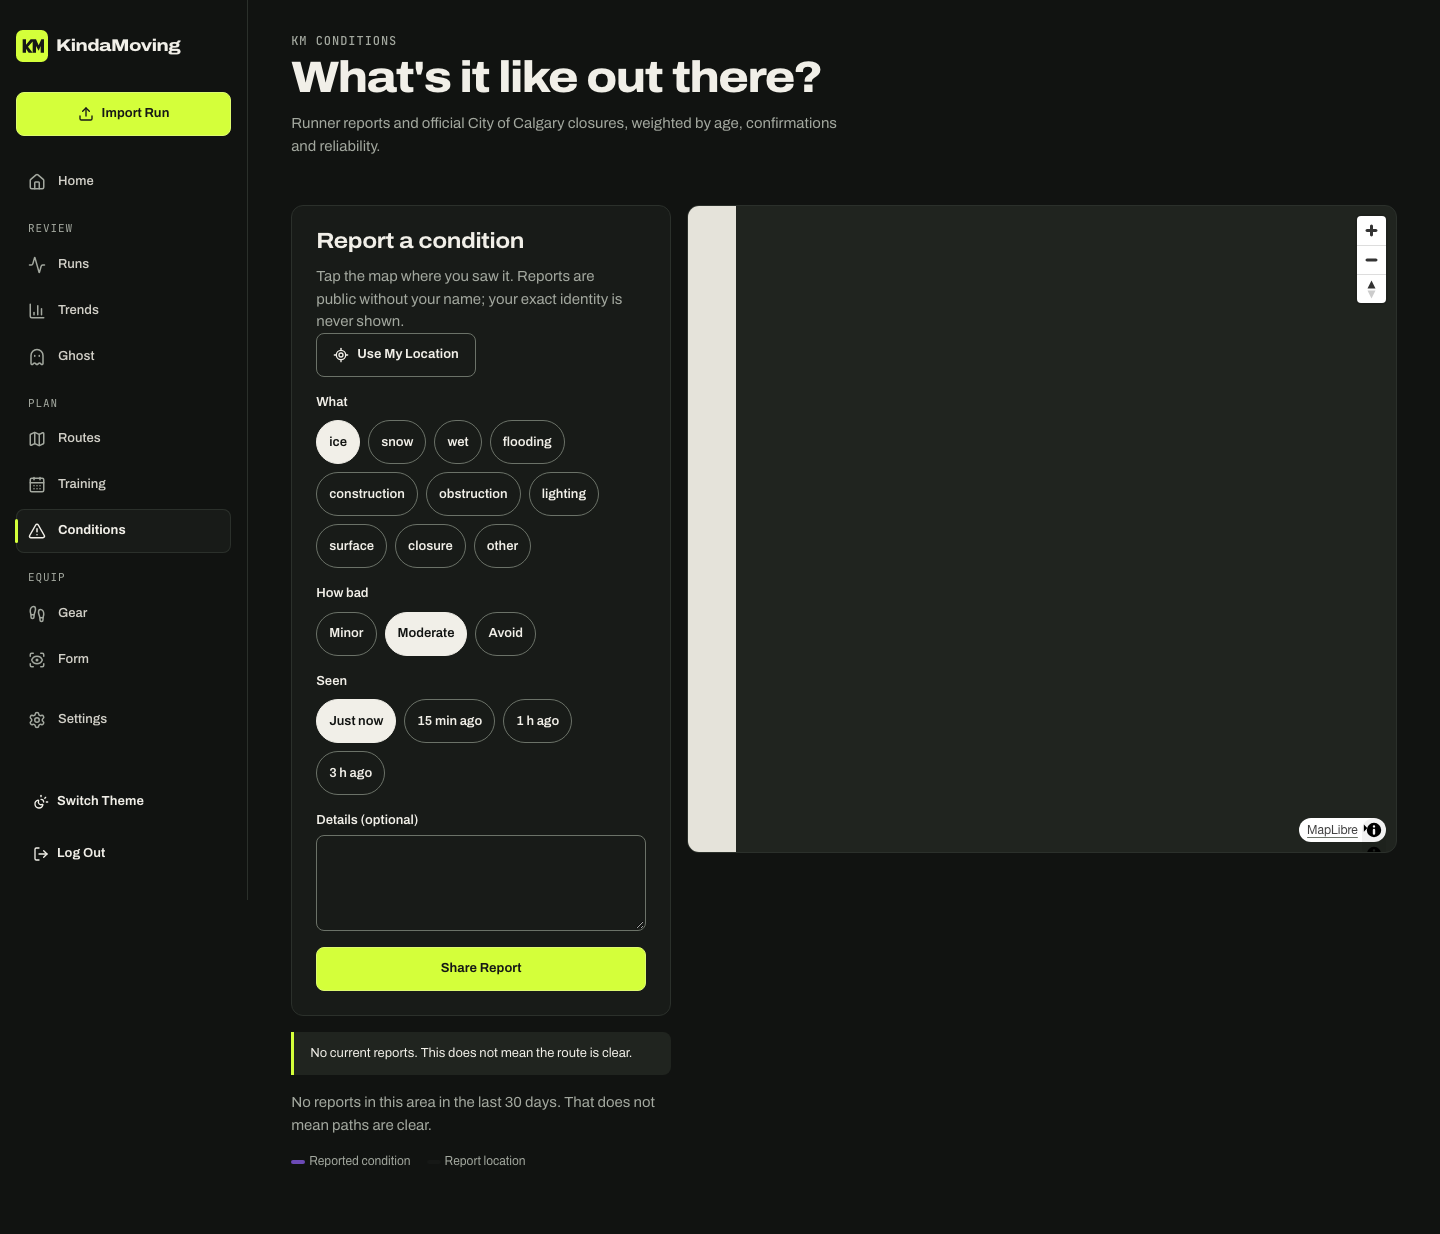 KM KindaMoving
Import Run
Home
REVIEW
Runs
Trends
Ghost
PLAN
Routes
Training
Conditions
EQUIP
Gear
Form
Settings
Switch Theme
Log Out
KM CONDITIONS
What's it like out there?
Runner reports and official City of Calgary closures, weighted by age, confirmations
and reliability.
Report a condition
Tap the map where you saw it. Reports are
public without your name; your exact identity is
never shown.
Use My Location
What
ice snow wet flooding
construction obstruction lighting
surface closure other
How bad
Minor Moderate Avoid
Seen
Just now 15 min ago 1 h ago
3 h ago
Details (optional)
Share Report
No current reports. This does not mean the route is clear.
No reports in this area in the last 30 days. That does not
mean paths are clear.
Reported condition Report location
MapLibre